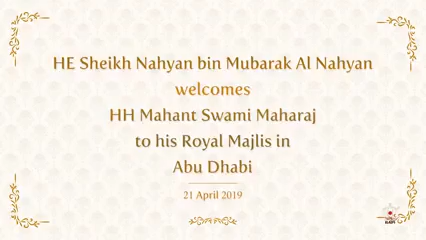 HE Sheikh Nahyan bin Mubarak Al Nahyan
welcomes
HH Mahant Swami Maharaj
to his Royal Majlis in
Abu Dhabi
21 April 2019